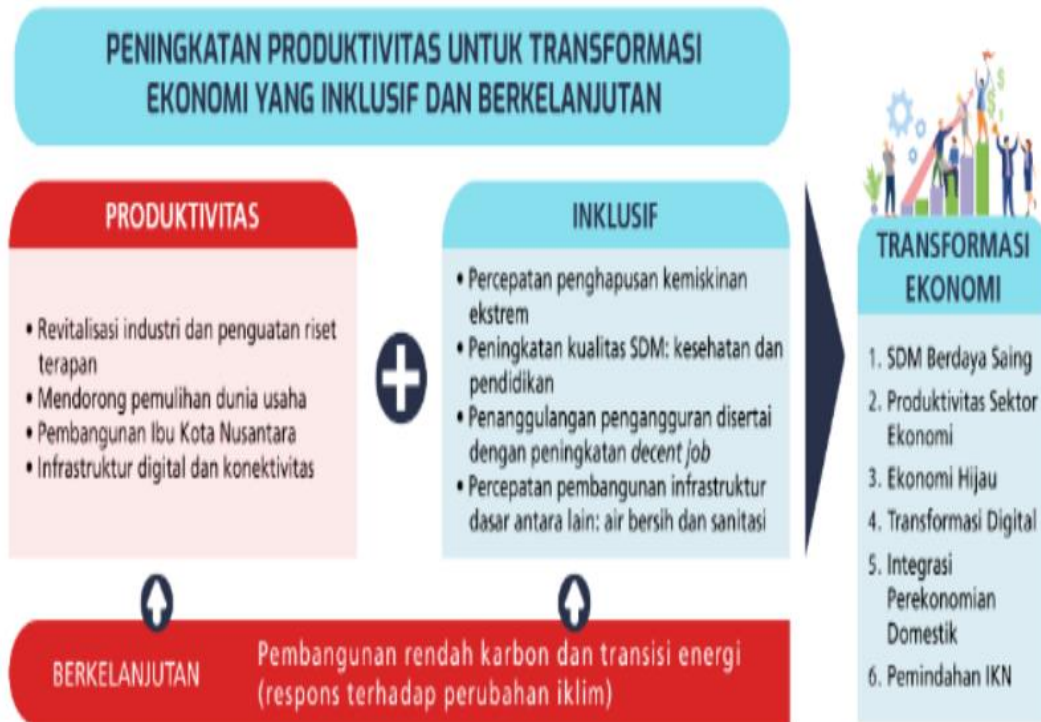 PENINGKATAN PRODUKTIVITAS UNTUK TRANSFORMASI
EKONOMI YANG INKLUSIF DAN BERKELANJUTAN
PRODUKTIVITAS
• Revitalisasi industri dan penguatan riset
terapan
• Mendorong pemulihan dunia usaha
• Pembangunan Ibu Kota Nusantara
• Infrastruktur digital dan konektivitas
INKLUSIF
• Percepatan penghapusan kemiskinan
ekstrem
• Peningkatan kualitas SDM: kesehatan dan
pendidikan
• Penanggulangan pengangguran disertai
dengan peningkatan decent job
• Percepatan pembangunan infrastruktur
dasar antara lain: air bersih dan sanitasi
BERKELANJUTAN
Pembangunan rendah karbon dan transisi energi
(respons terhadap perubahan iklim)
TRANSFORMASI
EKONOMI
1. SDM Berdaya Saing
2. Produktivitas Sektor
Ekonomi
3. Ekonomi Hijau
4. Transformasi Digital
5. Integrasi
Perekonomian
Domestik
6. Pemindahan IKN